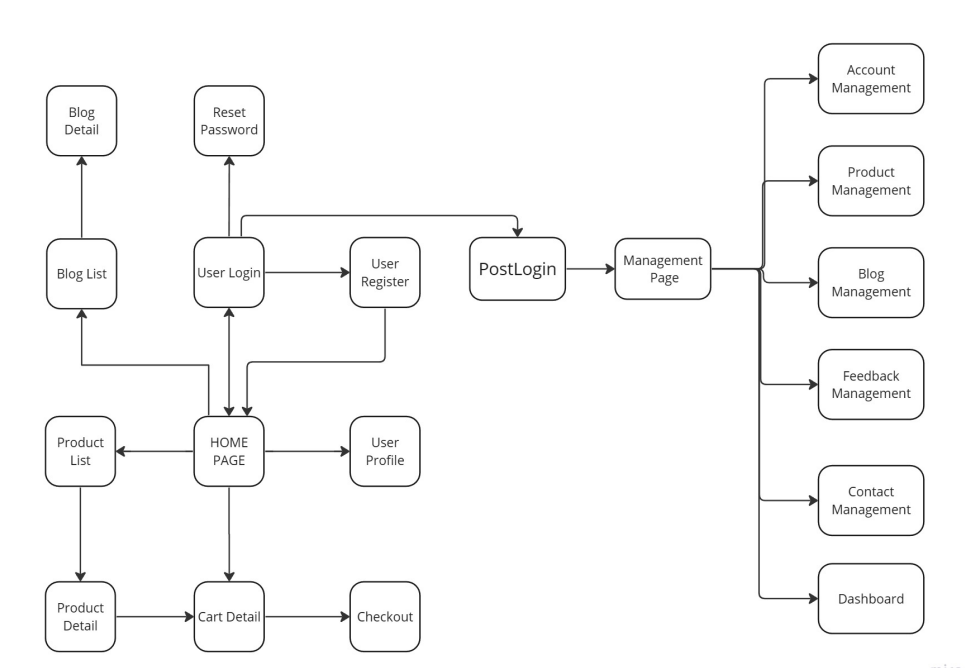 Account
Management
Blog
Detail
Reset
Password
Product
Management
Blog List
User Login
User
Register
PostLogin
Management
Page
Blog
Management
Feedback
Management
Product
List
HOME
PAGE
User
Profile
Contact
Management
Product
Detail
Cart Detail
Checkout
Dashboard